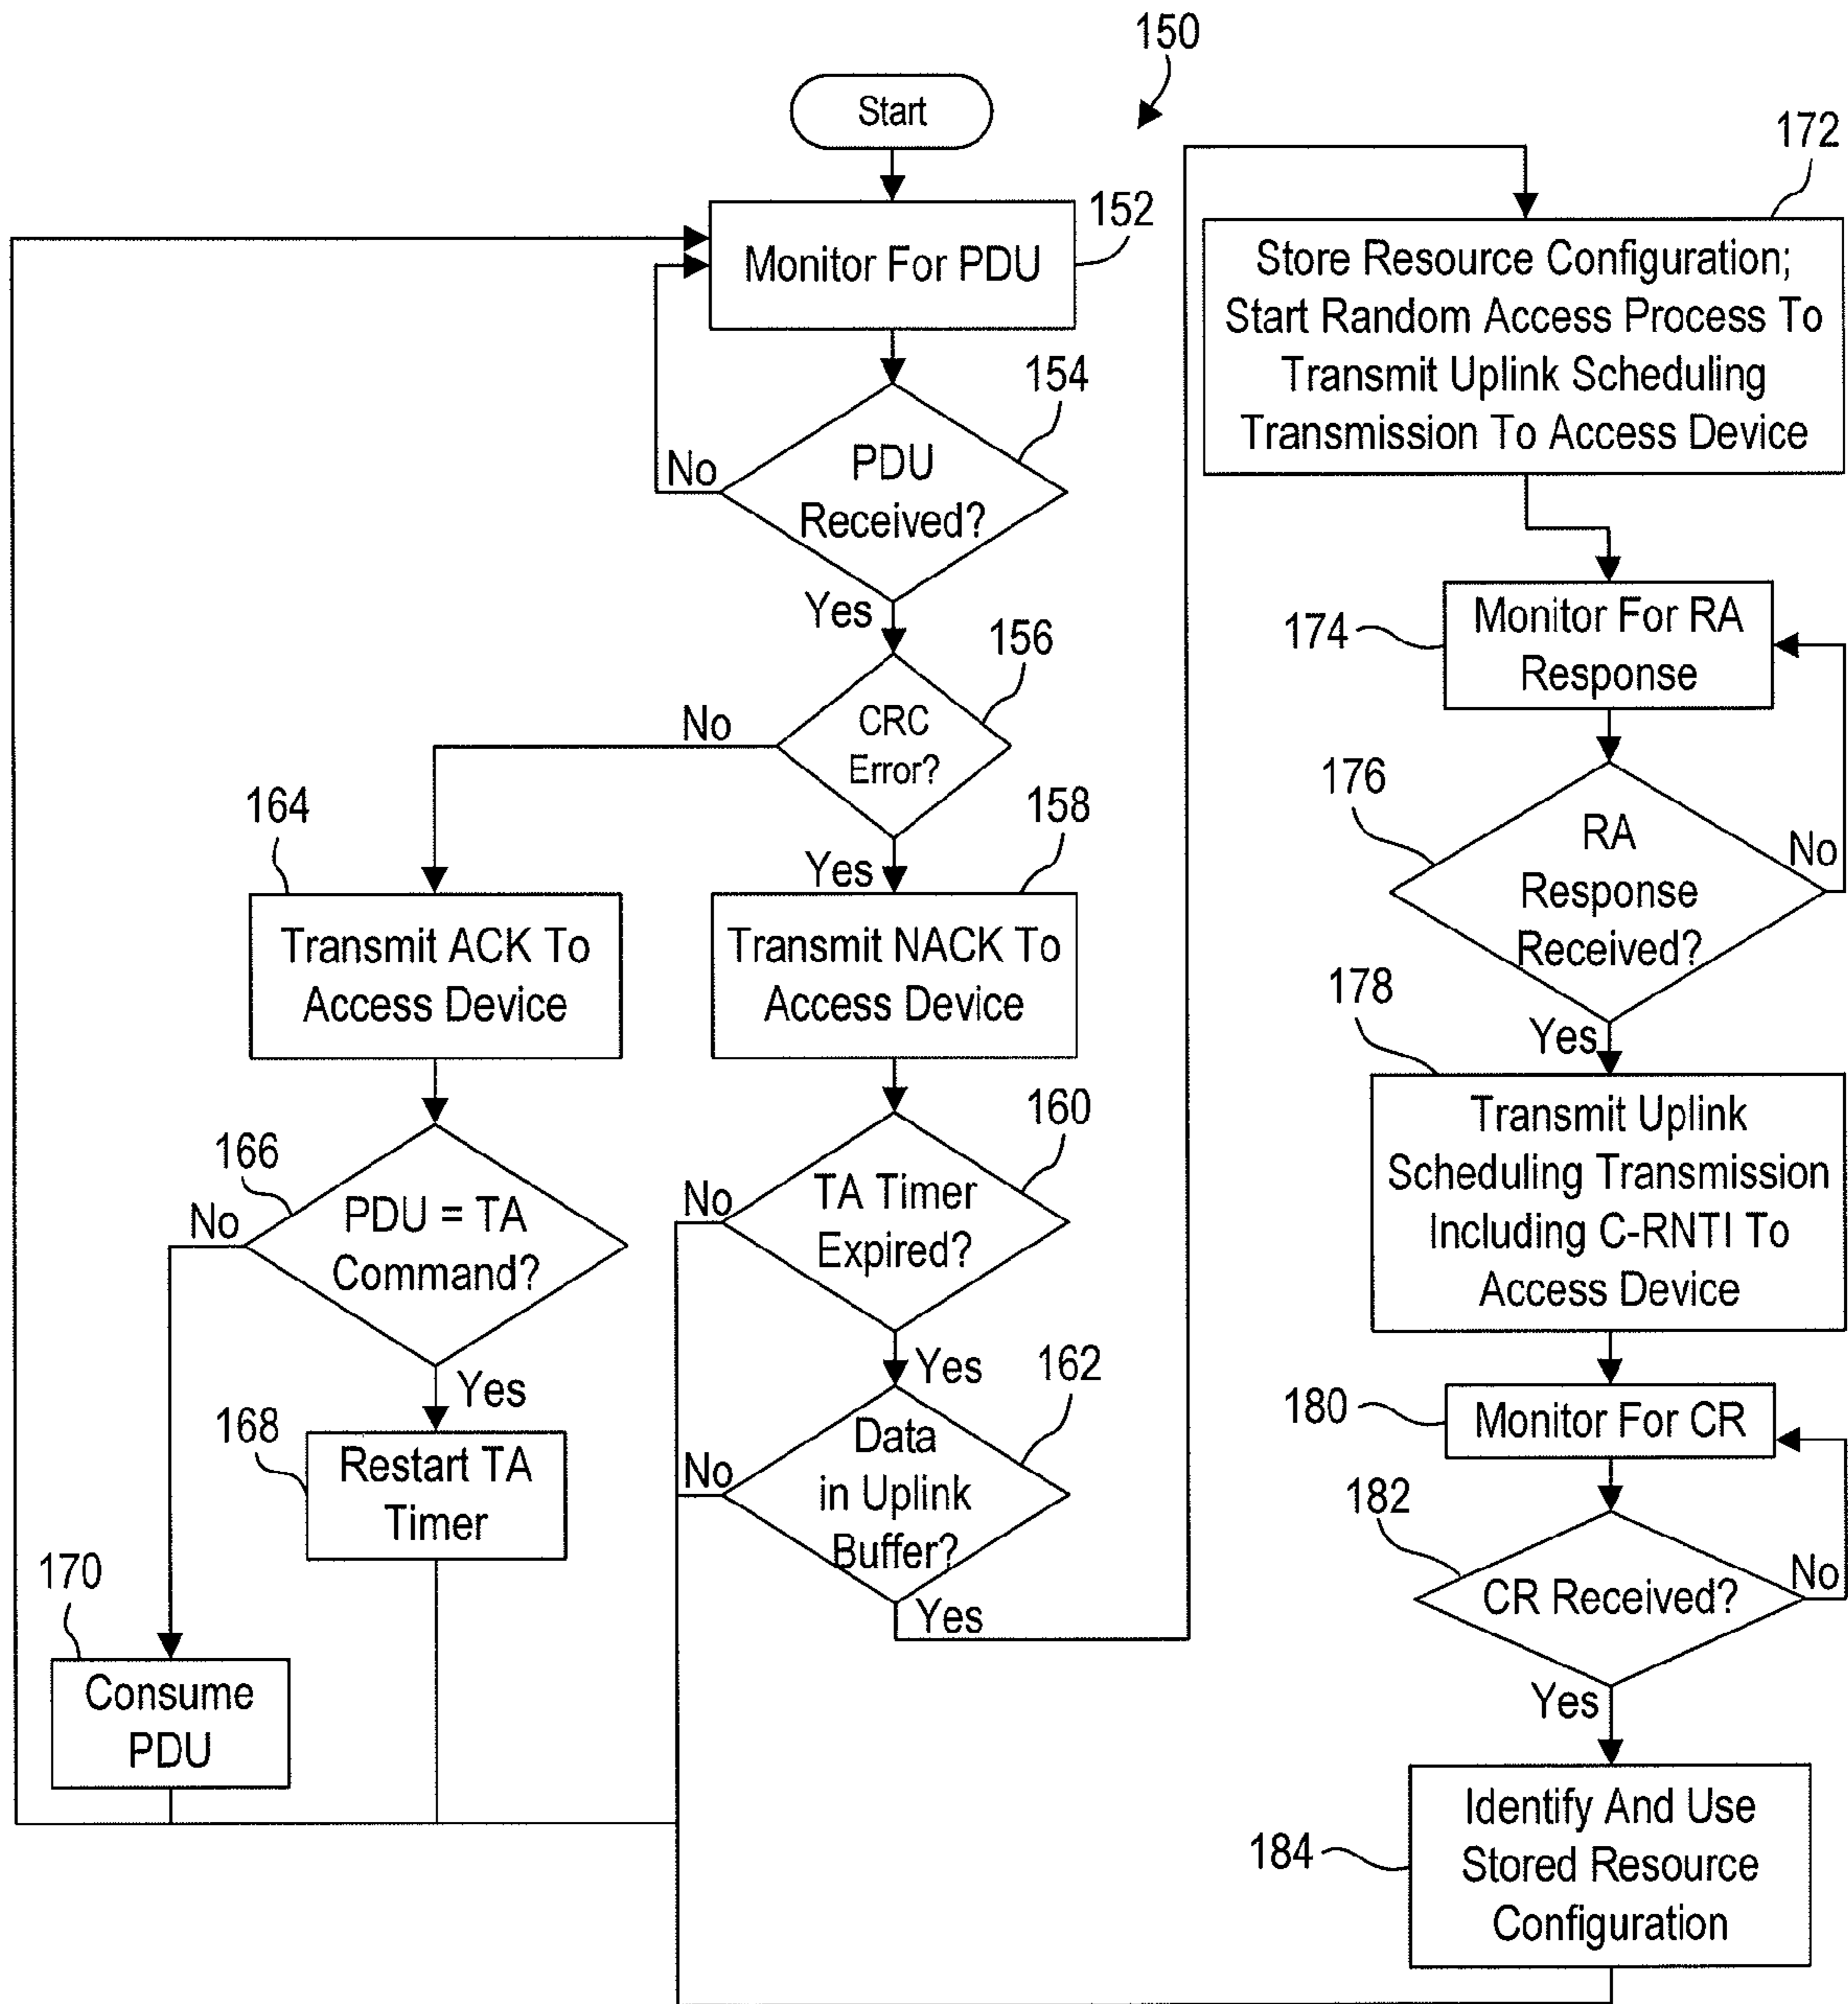 150
Start
152
Monitor For PDU
154
PDU
Received?
No
Yes
156
CRC
Error?
No
Yes
164
Transmit ACK To
Access Device
158
Transmit NACK To
Access Device
166
PDU = TA
Command?
No
Yes
168
Restart TA
Timer
170
Consume
PDU
160
TA Timer
Expired?
No
Yes
162
Data
in Uplink
Buffer?
No
Yes
172
Store Resource Configuration;
Start Random Access Process To
Transmit Uplink Scheduling
Transmission To Access Device
174
Monitor For RA
Response
176
RA
Response
Received?
No
Yes
178
Transmit Uplink
Scheduling Transmission
Including C-RNTI To
Access Device
180
Monitor For CR
182
CR Received?
No
Yes
184
Identify And Use
Stored Resource
Configuration